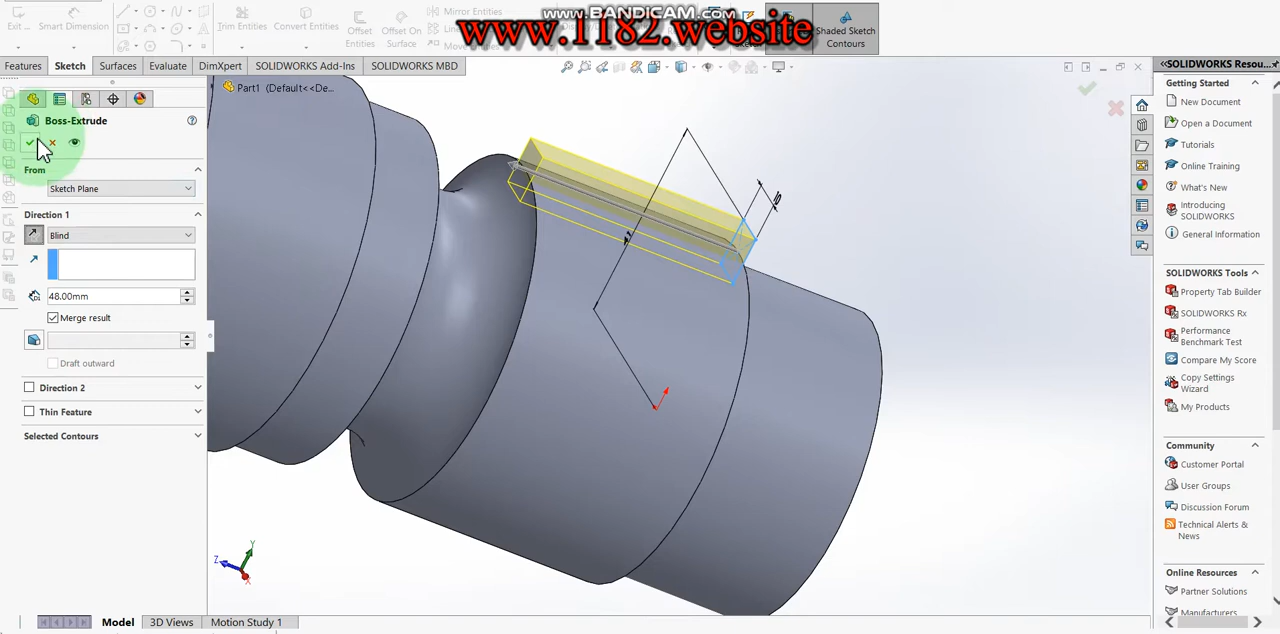 www.BANDICAM.com
www.1182.website
Exit...
Smart Dimension
Trim Entities
Convert Entities
Offset Entities
Offset On Surface
Mirror Entities
Shaded Sketch Contours
Features
Sketch
Surfaces
Evaluate
DimXpert
SOLIDWORKS Add-Ins
SOLIDWORKS MBD
SOLIDWORKS Resou...
Part1 (Default<<De...
Boss-Extrude
From
Sketch Plane
Direction 1
Blind
48.00mm
Merge result
Draft outward
Direction 2
Thin Feature
Selected Contours
10
Y
Z
X
Getting Started
New Document
Open a Document
Tutorials
Online Training
What's New
Introducing SOLIDWORKS
General Information
SOLIDWORKS Tools
Property Tab Builder
SOLIDWORKS Rx
Performance Benchmark Test
Compare My Score
Copy Settings Wizard
My Products
Community
Customer Portal
User Groups
Discussion Forum
Technical Alerts & News
Online Resources
Partner Solutions
Manufacturers
Model
3D Views
Motion Study 1